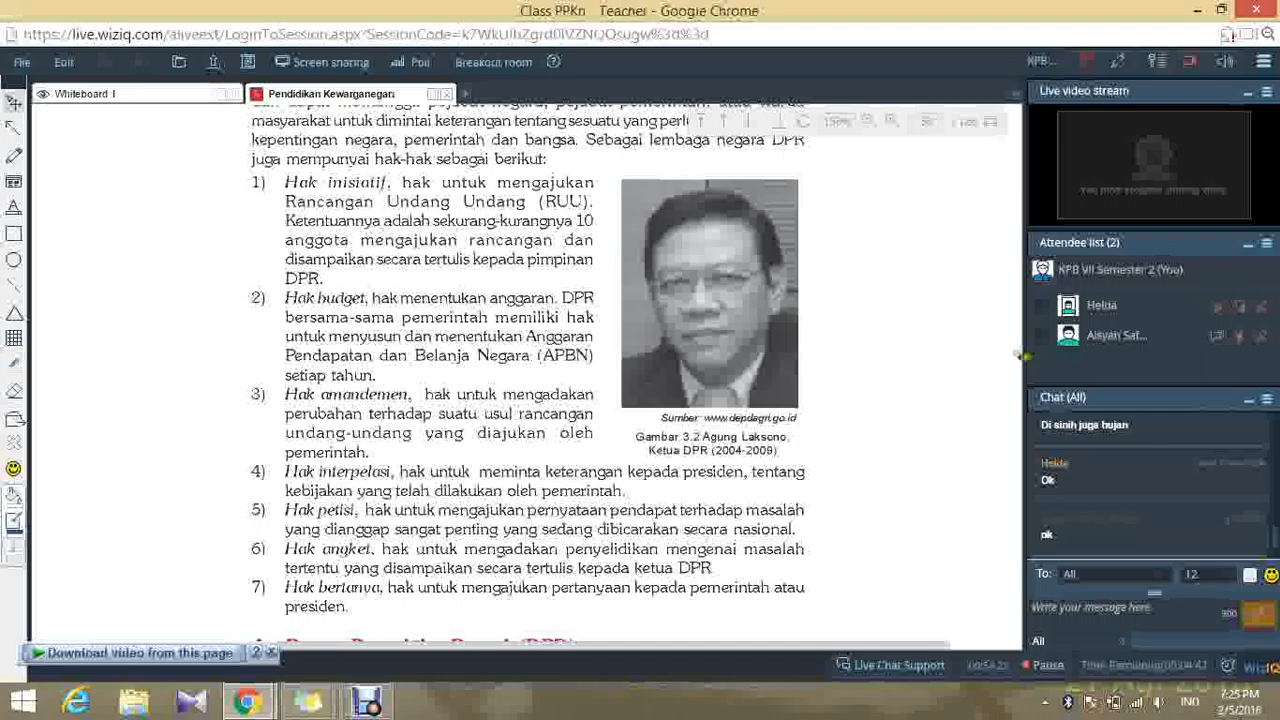 Class PPKn Teacher - Google Chrome
File Edit Screen sharing Poll Breakout room
Whiteboard 1 Pendidikan Kewarganegara
masyarakat untuk dimintai keterangan tentang sesuatu yang
kepentingan negara, pemerintah dan bangsa. Sebagai lembaga negara DPR
juga mempunyai hak-hak sebagai berikut:
1) Hak inisiatif, hak untuk mengajukan
Rancangan Undang Undang (RUU).
Ketentuannya adalah sekurang-kurangnya 10
anggota mengajukan rancangan dan
disampaikan secara tertulis kepada pimpinan
DPR.
2) Hak budget, hak menentukan anggaran. DPR
bersama-sama pemerintah memiliki hak
untuk menyusun dan menentukan Anggaran
Pendapatan dan Belanja Negara (APBN)
setiap tahun.
3) Hak amandemen, hak untuk mengadakan
perubahan terhadap suatu usul rancangan
undang-undang yang diajukan oleh
pemerintah.
Sumber: www.depdagri.go.id
Gambar 3.2 Agung Laksono,
Ketua DPR (2004-2009)
4) Hak interpelasi, hak untuk meminta keterangan kepada presiden, tentang
kebijakan yang telah dilakukan oleh pemerintah.
5) Hak petisi, hak untuk mengajukan pernyataan pendapat terhadap masalah
yang dianggap sangat penting yang sedang dibicarakan secara nasional.
6) Hak angket, hak untuk mengadakan penyelidikan mengenai masalah
tertentu yang disampaikan secara tertulis kepada ketua DPR
7) Hak bertanya, hak untuk mengajukan pertanyaan kepada pemerintah atau
presiden.
Download video from this page
KPB...
Live video stream
Attendee list (2)
KPB VII Semester 2 (You)
Helda
Aisyah Saf...
Chat (All)
Di sinih juga hujan
Helda
Ok
ok
To: All 12
Write your message here
300
All
Live Chat Support Pause
IND
7:25 PM
2/5/2016